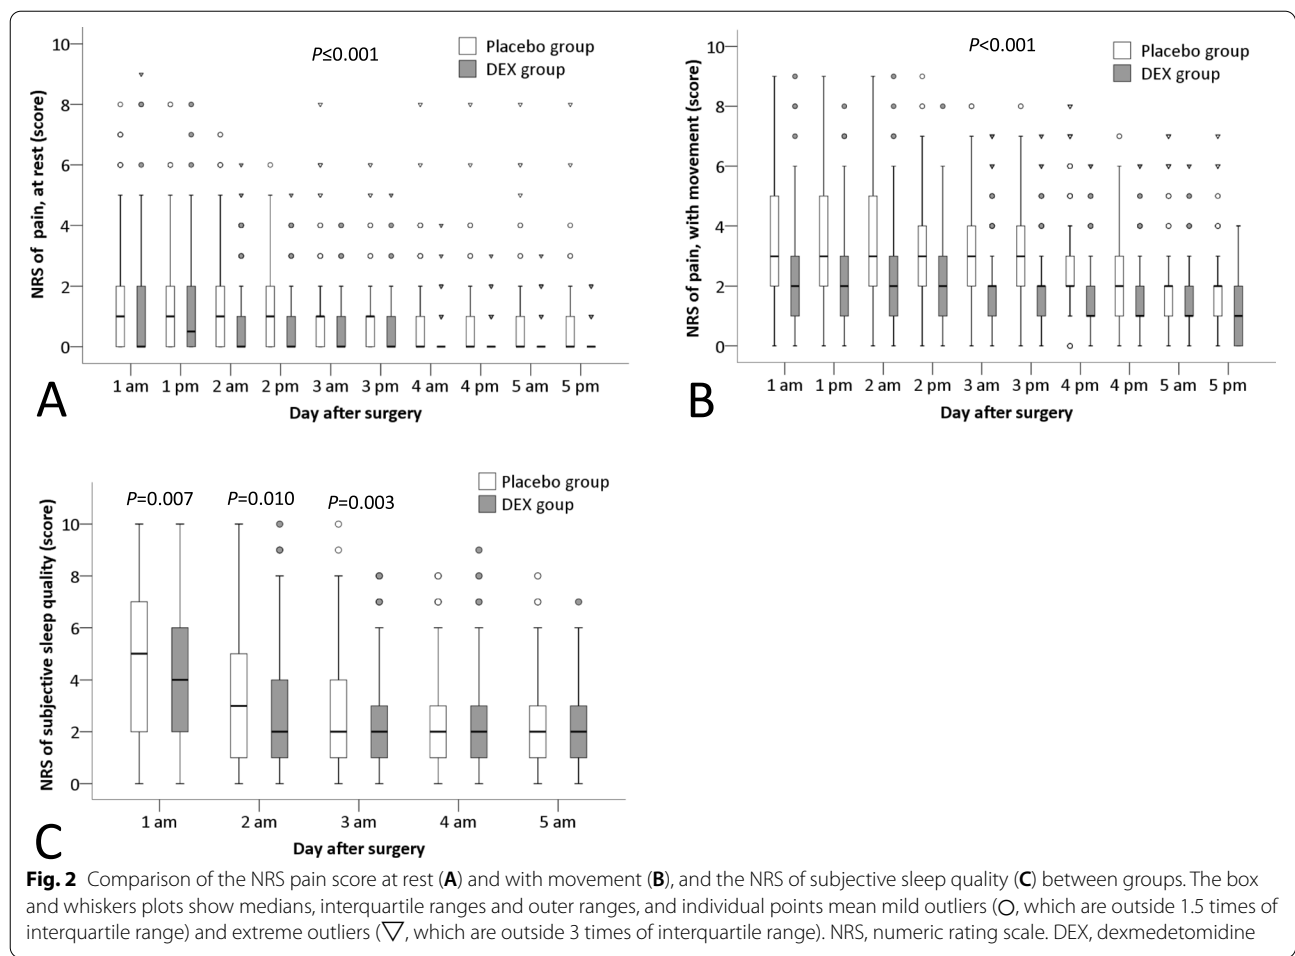 10
8
6
4
2
0
NRS of pain, at rest (score)
P≤0.001
Placebo group
DEX group
1 am 1 pm 2 am 2 pm 3 am 3 pm 4 am 4 pm 5 am 5 pm
Day after surgery
A
10
8
6
4
2
0
NRS of pain, with movement (score)
P<0.001
Placebo group
DEX group
1 am 1 pm 2 am 2 pm 3 am 3 pm 4 pm 4 pm 5 am 5 pm
Day after surgery
B
10
8
6
4
2
0
NRS of subjective sleep quality (score)
P=0.007 P=0.010 P=0.003
Placebo group
DEX goup
1 am 2 am 3 am 4 am 5 am
Day after surgery
C
Fig. 2 Comparison of the NRS pain score at rest (A) and with movement (B), and the NRS of subjective sleep quality (C) between groups. The box
and whiskers plots show medians, interquartile ranges and outer ranges, and individual points mean mild outliers (○, which are outside 1.5 times of
interquartile range) and extreme outliers (▽, which are outside 3 times of interquartile range). NRS, numeric rating scale. DEX, dexmedetomidine